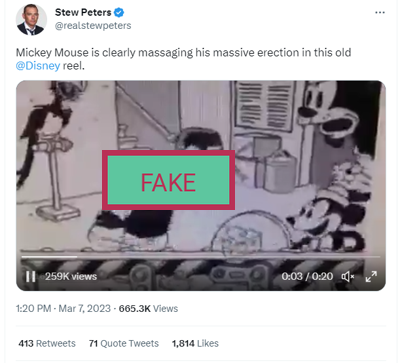 Stew Peters
@realstewpeters
Mickey Mouse is clearly massaging his massive erection in this old
@Disney reel.
FAKE
259K views
0:03 / 0:20
1:20 PM · Mar 7, 2023 · 665.3K Views
413 Retweets 71 Quote Tweets 1,814 Likes